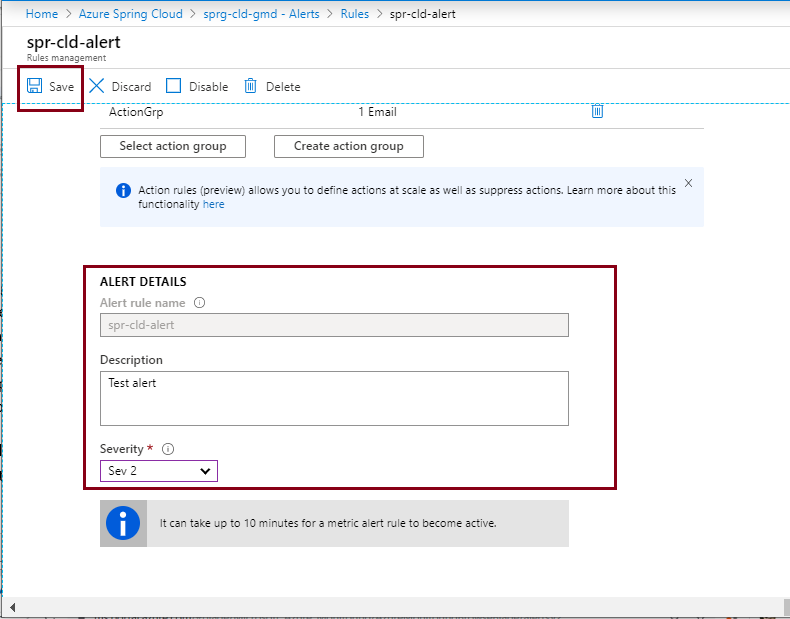 Home > Azure Spring Cloud > sprg-cld-gmd - Alerts > Rules > spr-cld-alert
spr-cld-alert
Rules management
Save Discard Disable Delete
ActionGrp 1 Email
Select action group Create action group
Action rules (preview) allows you to define actions at scale as well as suppress actions. Learn more about this
functionality here
ALERT DETAILS
Alert rule name
spr-cld-alert
Description
Test alert
Severity *
Sev 2
It can take up to 10 minutes for a metric alert rule to become active.